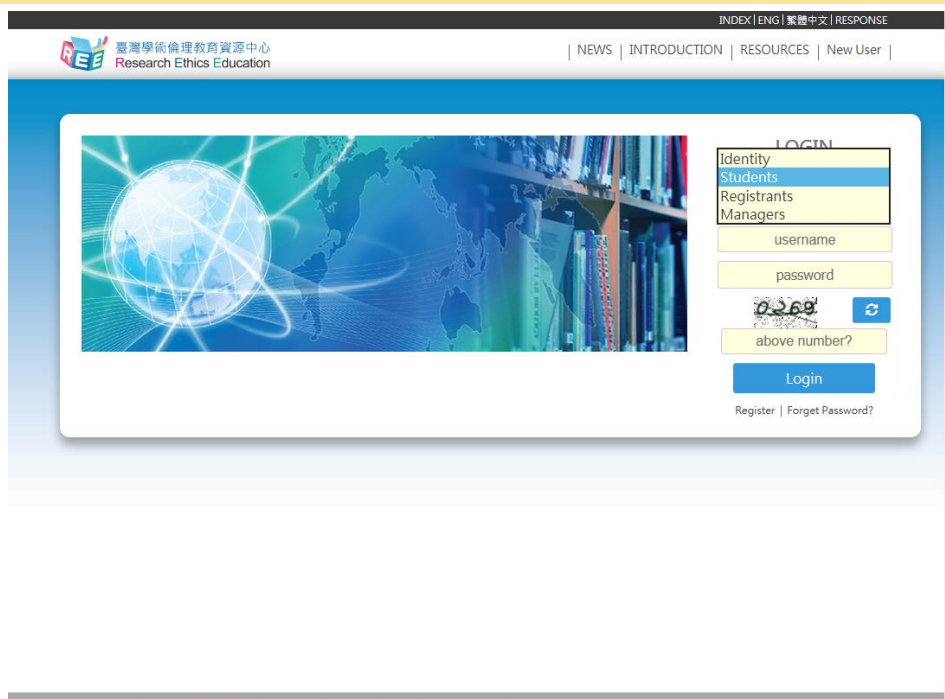 INDEX | ENG | 繁體中文 | RESPONSE
REE
臺灣學術倫理教育資源中心
Research Ethics Education
| NEWS | INTRODUCTION | RESOURCES | New User |
LOGIN
Identity
Students
Registrants
Managers
username
password
0269
above number?
Login
Register | Forget Password?